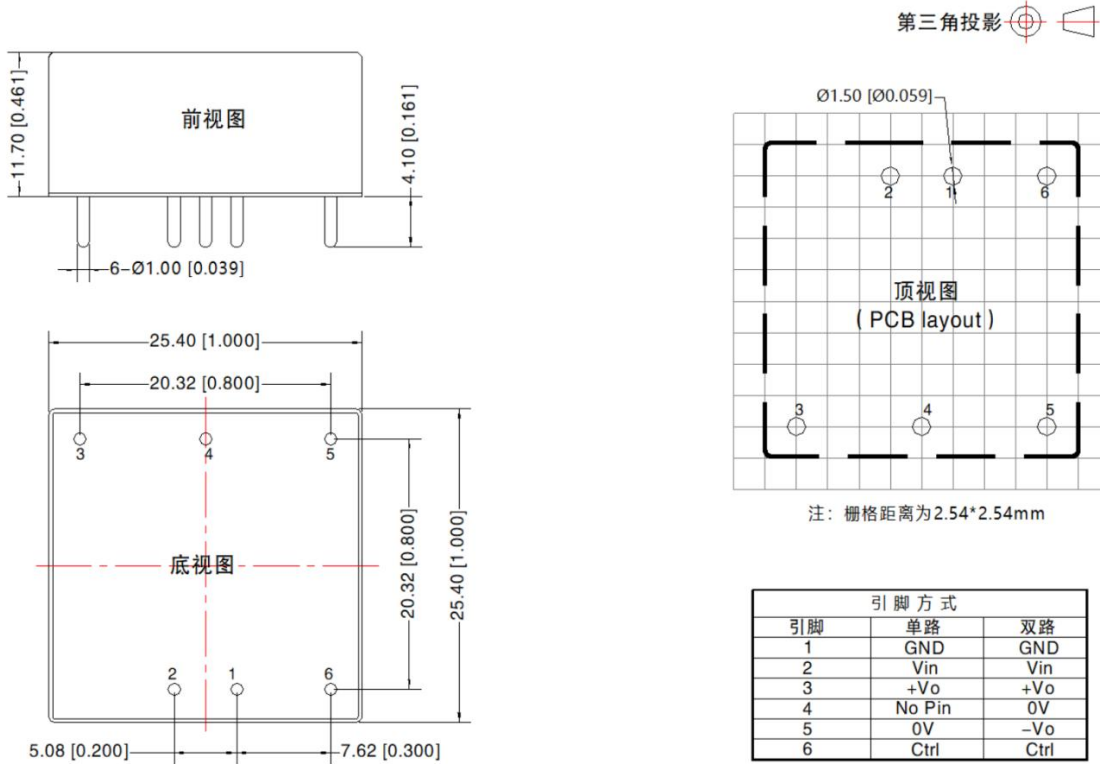 第三角投影
11.70 [0.461]
前视图
4.10 [0.161]
6-Ø1.00 [0.039]
Ø1.50 [Ø0.059]
2
1
6
顶视图
( PCB layout )
3
4
5
注：栅格距离为2.54*2.54mm
25.40 [1.000]
20.32 [0.800]
3
4
5
底视图
20.32 [0.800]
25.40 [1.000]
2
1
6
5.08 [0.200]
7.62 [0.300]
引脚方式
引脚 单路 双路
1 GND GND
2 Vin Vin
3 +Vo +Vo
4 No Pin 0V
5 0V -Vo
6 Ctrl Ctrl